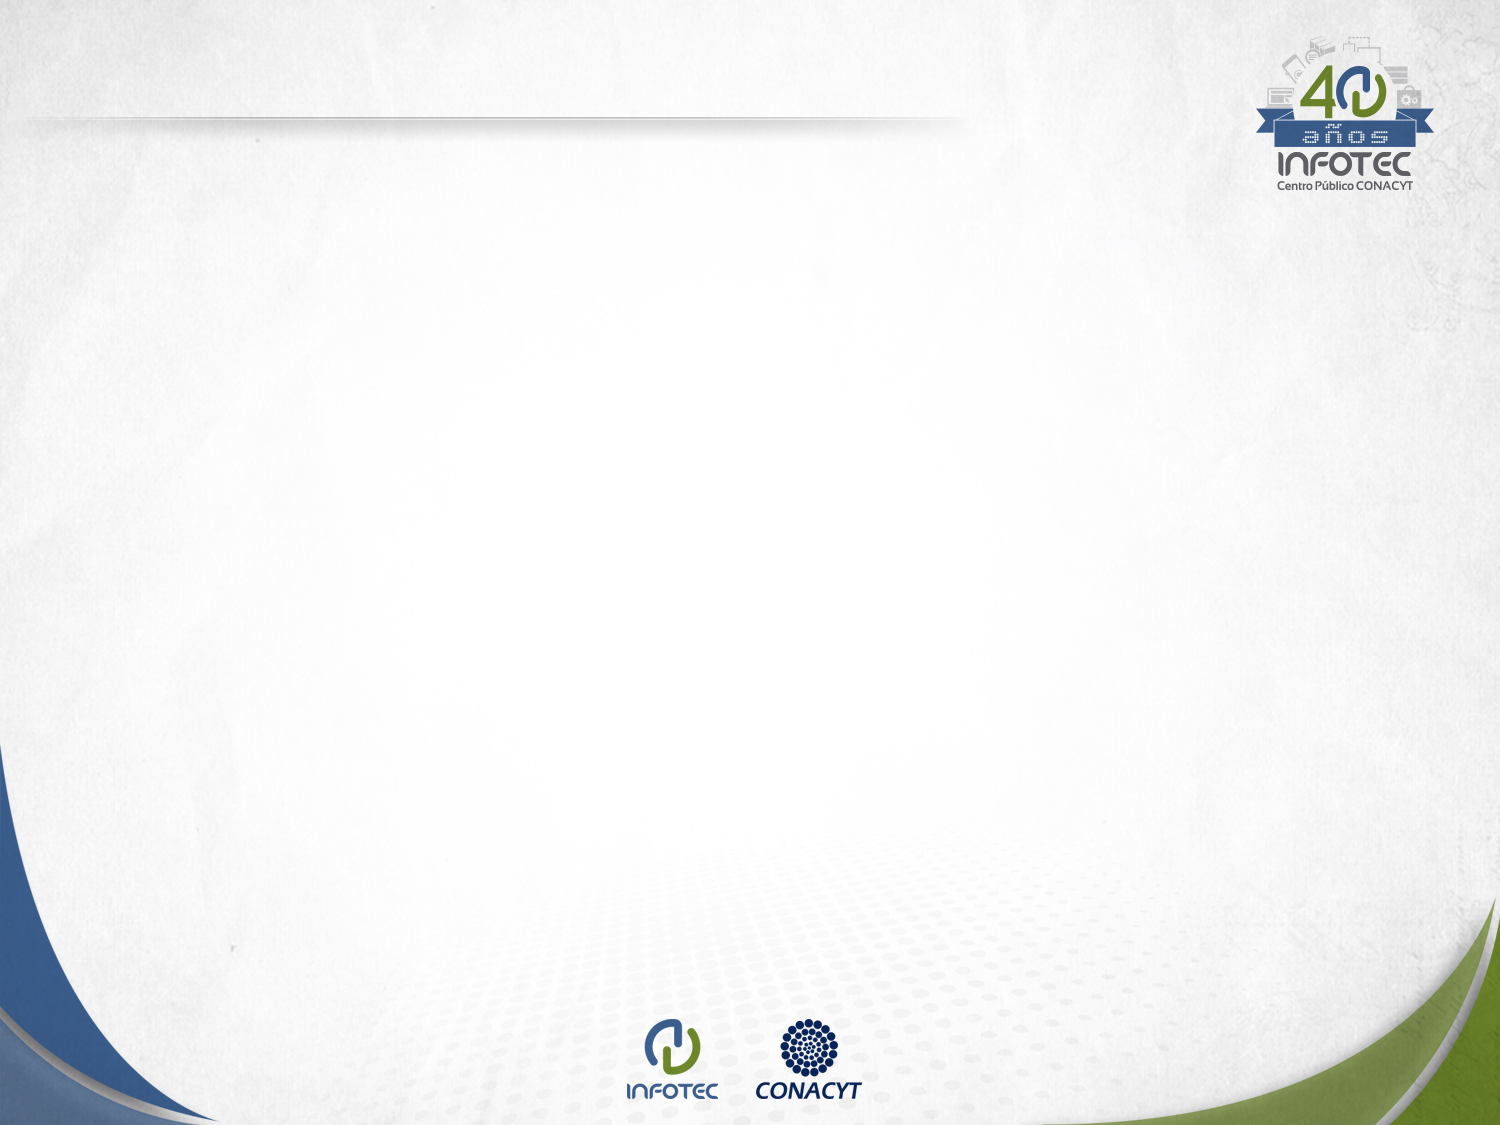 40
años
INFOTEC
Centro Público CONACYT
INFOTEC
CONACYT